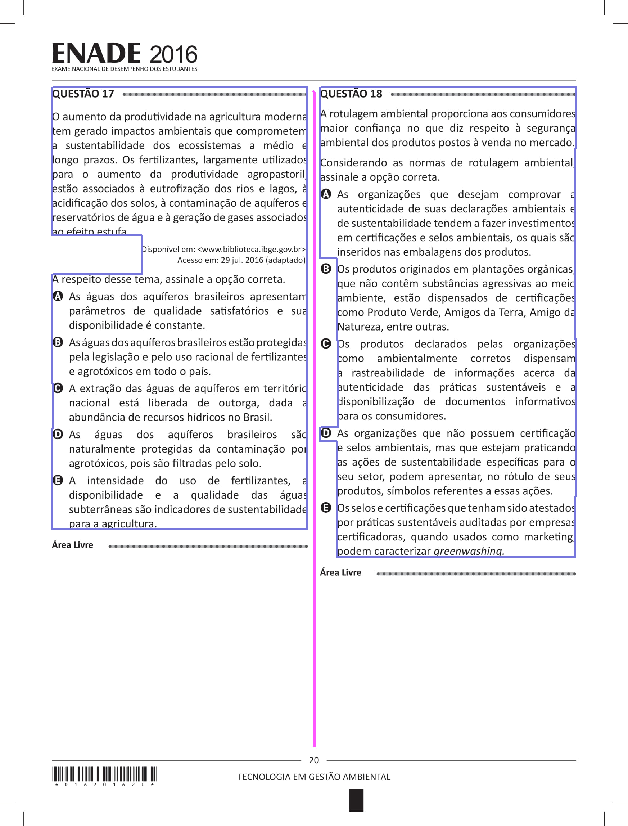 ENADE 2016
EXAME NACIONAL DE DESEMPENHO DOS ESTUDANTES
QUESTÃO 17
O aumento da produtividade na agricultura moderna
tem gerado impactos ambientais que comprometem
a sustentabilidade dos ecossistemas a médio e
longo prazos. Os fertilizantes, largamente utilizados
para o aumento da produtividade agropastoril,
estão associados à eutrofização dos rios e lagos, à
acidificação dos solos, à contaminação de aquíferos e
reservatórios de água e à geração de gases associados
ao efeito estufa.
Disponível em: <www.biblioteca.ibge.gov.br>.
Acesso em: 29 jul. 2016 (adaptado).
A respeito desse tema, assinale a opção correta.
A As águas dos aquíferos brasileiros apresentam
parâmetros de qualidade satisfatórios e sua
disponibilidade é constante.
B As águas dos aquíferos brasileiros estão protegidas
pela legislação e pelo uso racional de fertilizantes
e agrotóxicos em todo o país.
C A extração das águas de aquíferos em território
nacional está liberada de outorga, dada a
abundância de recursos hídricos no Brasil.
D As águas dos aquíferos brasileiros são
naturalmente protegidas da contaminação por
agrotóxicos, pois são filtradas pelo solo.
E A intensidade do uso de fertilizantes, a
disponibilidade e a qualidade das águas
subterrâneas são indicadores de sustentabilidade
para a agricultura.
Área Livre
QUESTÃO 18
A rotulagem ambiental proporciona aos consumidores
maior confiança no que diz respeito à segurança
ambiental dos produtos postos à venda no mercado.
Considerando as normas de rotulagem ambiental,
assinale a opção correta.
A As organizações que desejam comprovar a
autenticidade de suas declarações ambientais e
de sustentabilidade tendem a fazer investimentos
em certificações e selos ambientais, os quais são
inseridos nas embalagens dos produtos.
B Os produtos originados em plantações orgânicas,
que não contêm substâncias agressivas ao meio
ambiente, estão dispensados de certificações
como Produto Verde, Amigos da Terra, Amigo da
Natureza, entre outras.
C Os produtos declarados pelas organizações
como ambientalmente corretos dispensam
a rastreabilidade de informações acerca da
autenticidade das práticas sustentáveis e a
disponibilização de documentos informativos
para os consumidores.
D As organizações que não possuem certificação
e selos ambientais, mas que estejam praticando
as ações de sustentabilidade específicas para o
seu setor, podem apresentar, no rótulo de seus
produtos, símbolos referentes a essas ações.
E Os selos e certificações que tenham sido atestados
por práticas sustentáveis auditadas por empresas
certificadoras, quando usados como marketing,
podem caracterizar greenwashing.
Área Livre
20
TECNOLOGIA EM GESTÃO AMBIENTAL